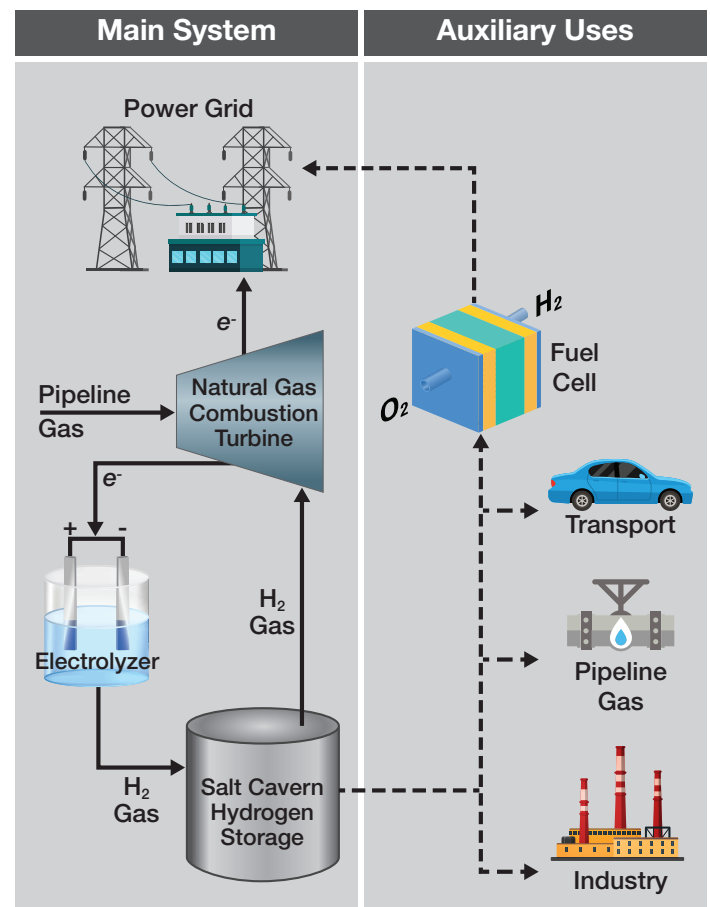 Main System
Auxiliary Uses
Power Grid
e-
Natural Gas
Combustion
Turbine
Pipeline
Gas
e-
+ -
Electrolyzer
H₂
Gas
H₂
Gas
Salt Cavern
Hydrogen
Storage
H₂
O₂
Fuel
Cell
Transport
Pipeline
Gas
Industry